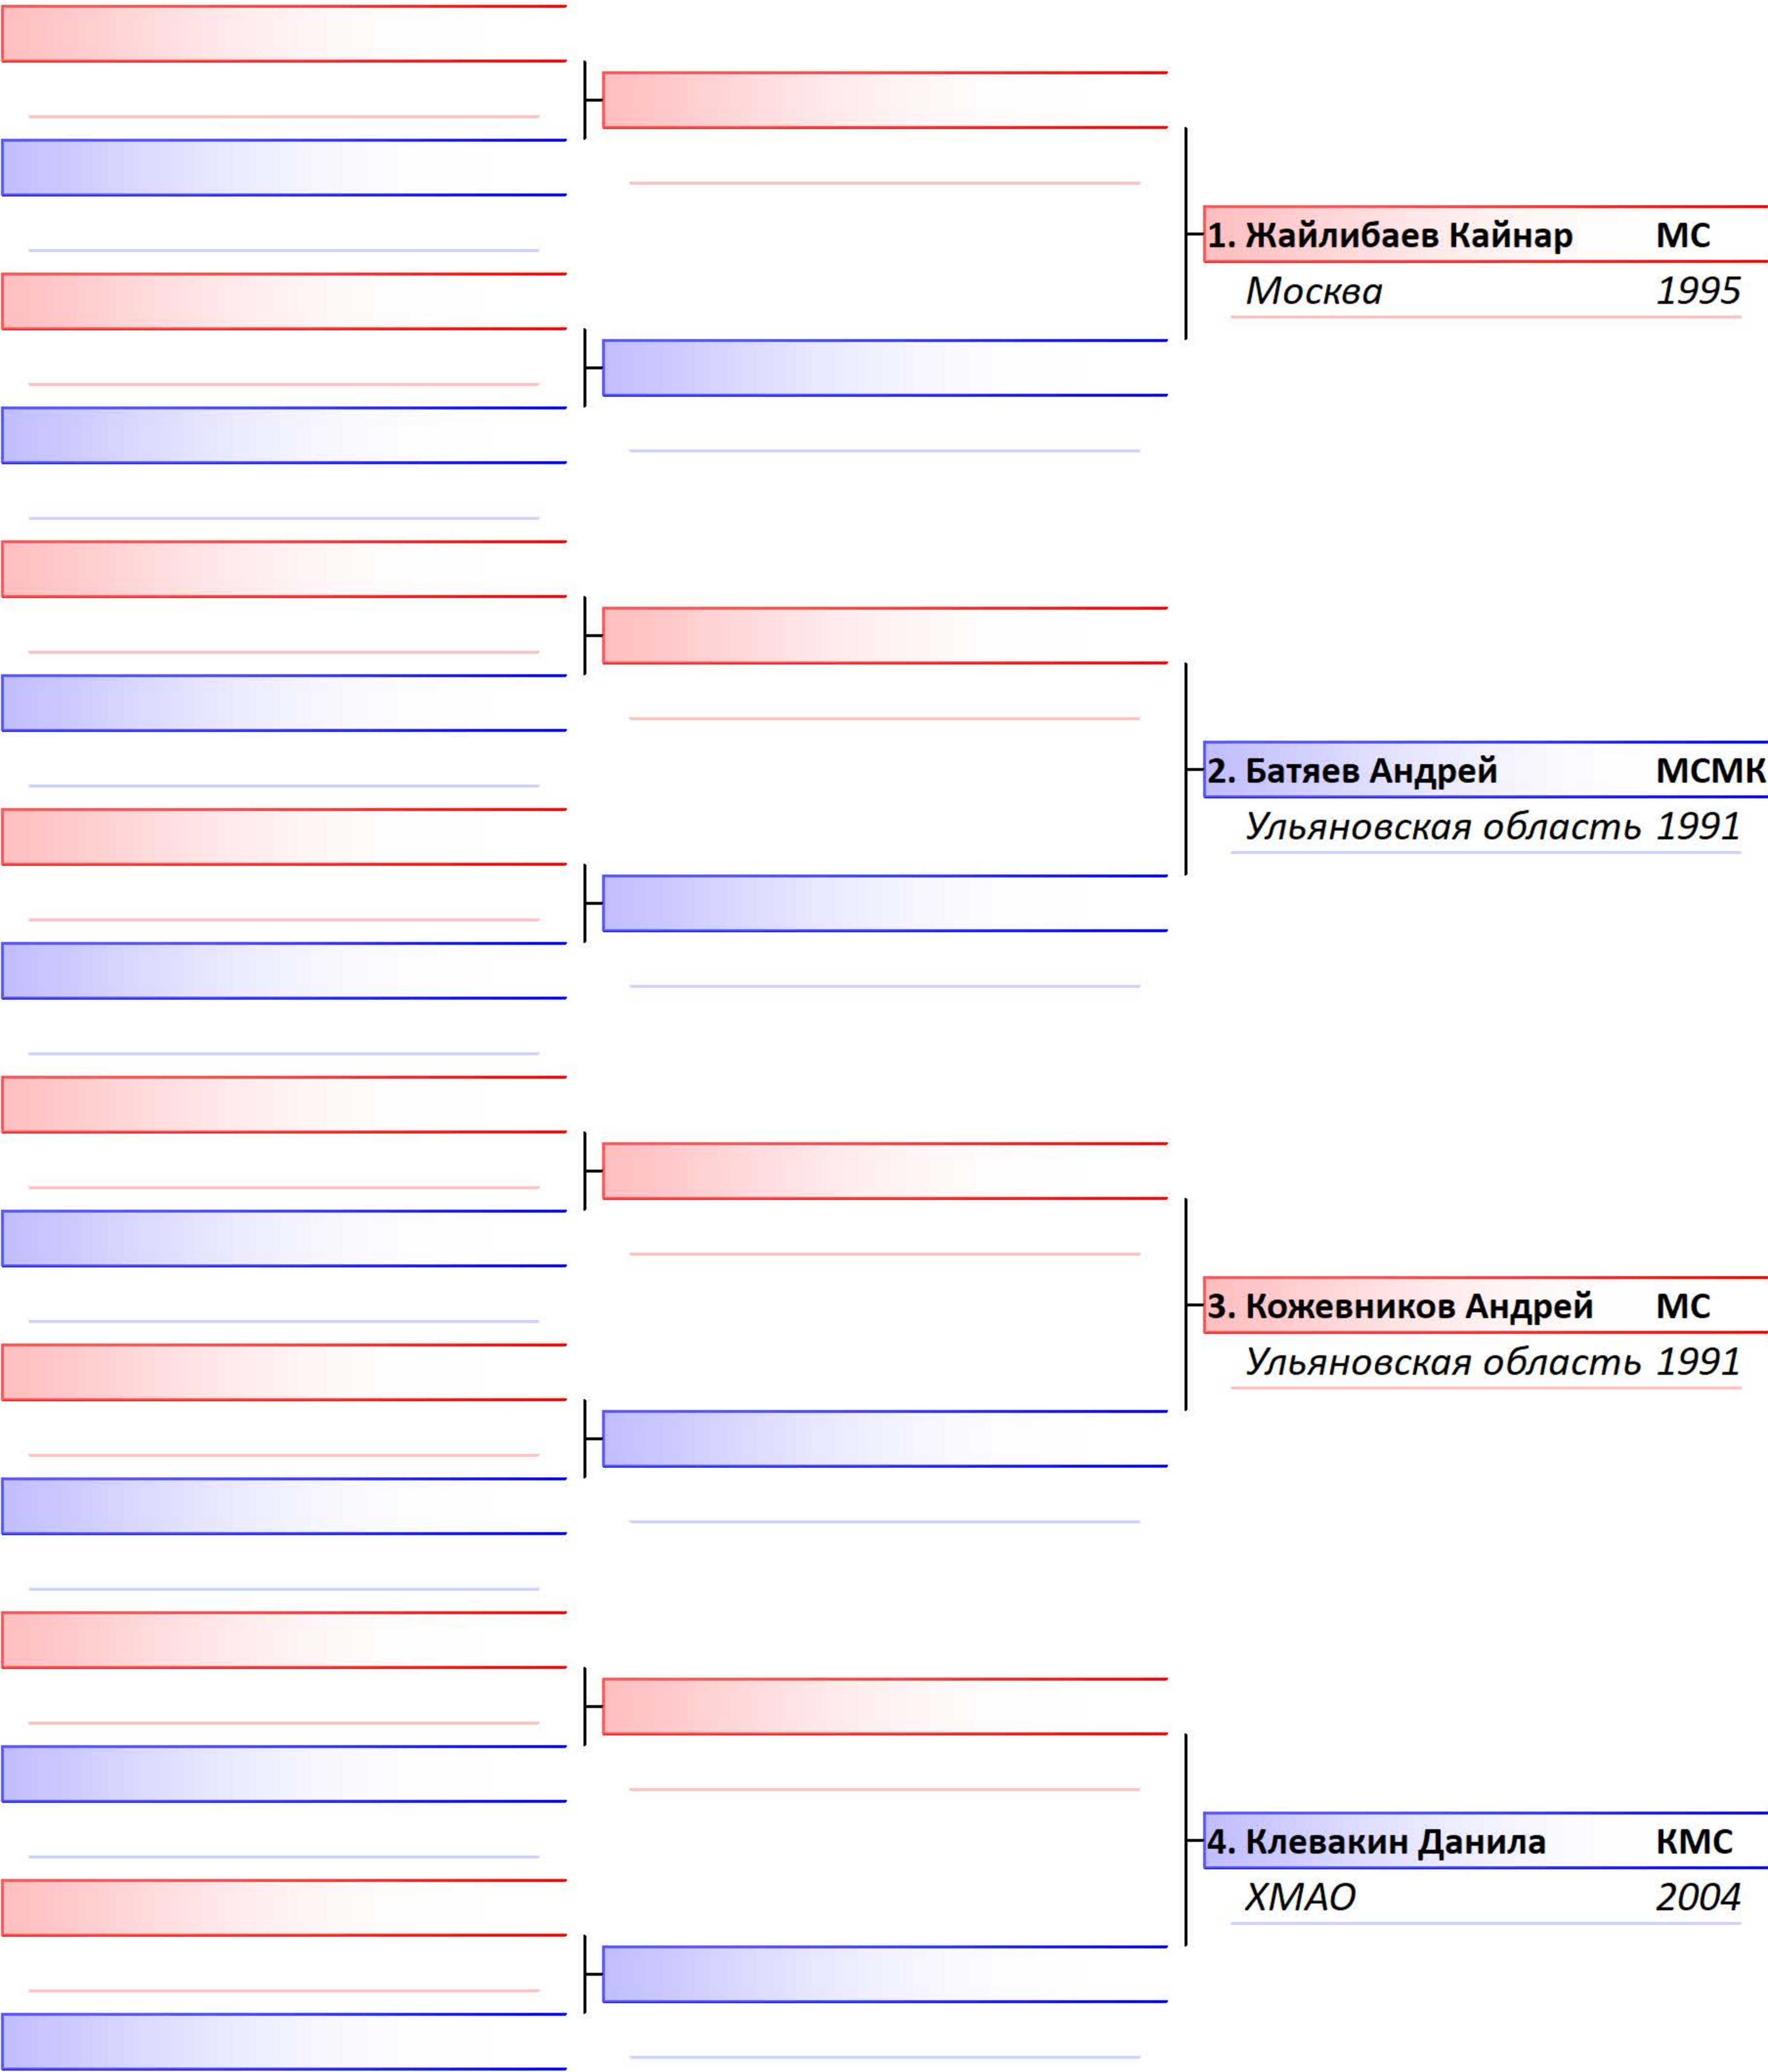 1. Жайлибаев Кайнар МС
Москва 1995
2. Батяев Андрей МСМК
Ульяновская область 1991
3. Кожевников Андрей МС
Ульяновская область 1991
4. Клевакин Данила КМС
ХМАО 2004